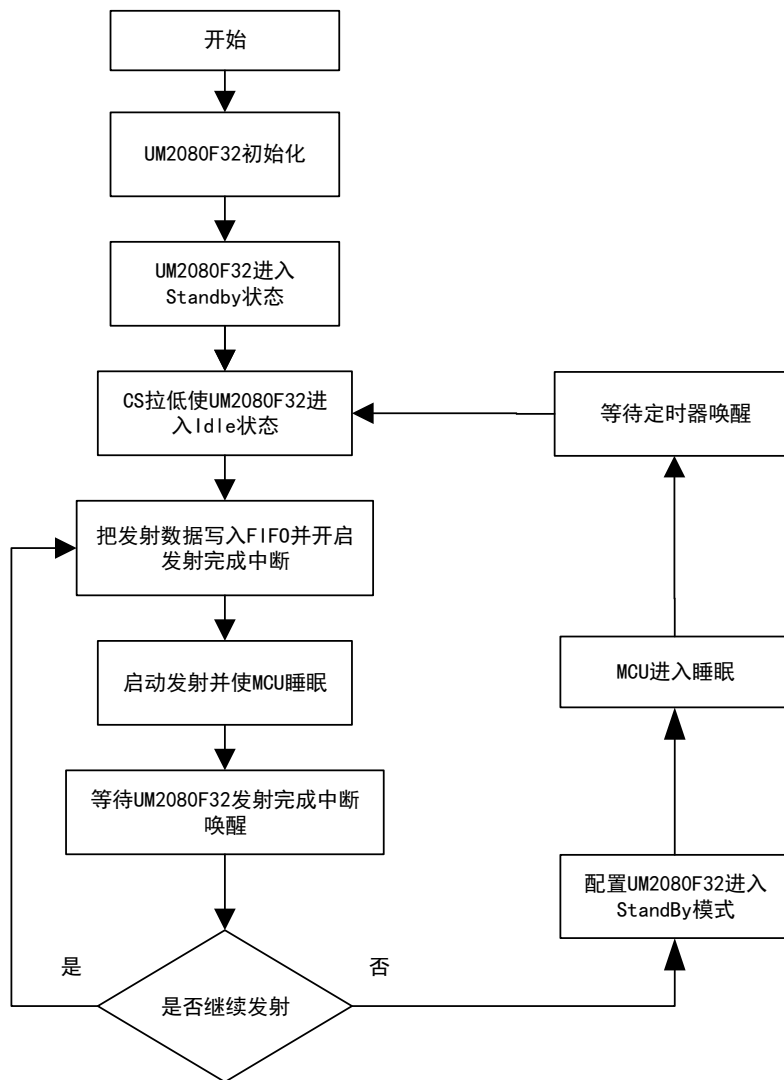 开始
UM2080F32初始化
UM2080F32进入
Standby状态
CS拉低使UM2080F32进
入Idle状态
等待定时器唤醒
把发射数据写入FIFO并开启
发射完成中断
启动发射并使MCU睡眠
MCU进入睡眠
等待UM2080F32发射完成中断
唤醒
配置UM2080F32进入
StandBy模式
是
否
是否继续发射